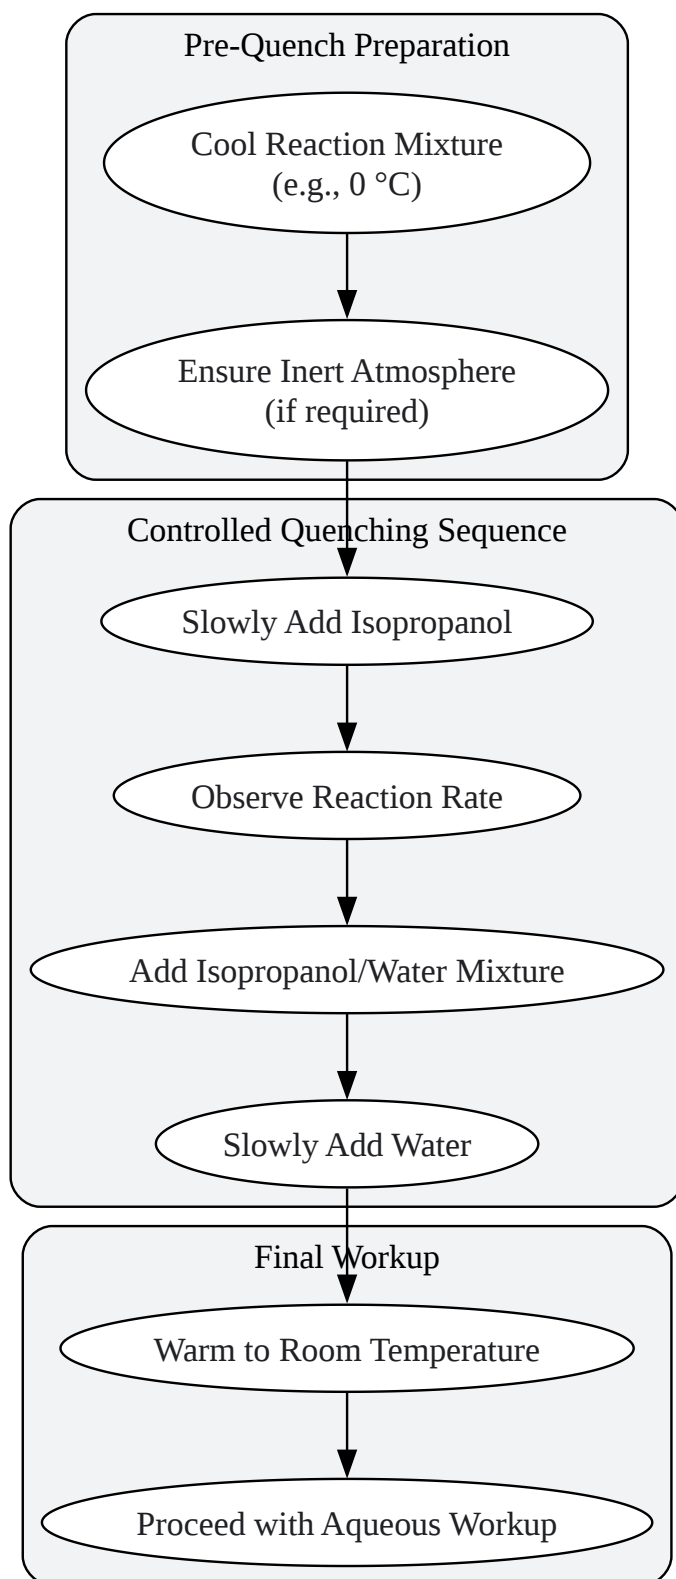 Pre-Quench Preparation
Cool Reaction Mixture
(e.g., 0 °C)
Ensure Inert Atmosphere
(if required)
Controlled Quenching Sequence
Slowly Add Isopropanol
Observe Reaction Rate
Add Isopropanol/Water Mixture
Slowly Add Water
Final Workup
Warm to Room Temperature
Proceed with Aqueous Workup